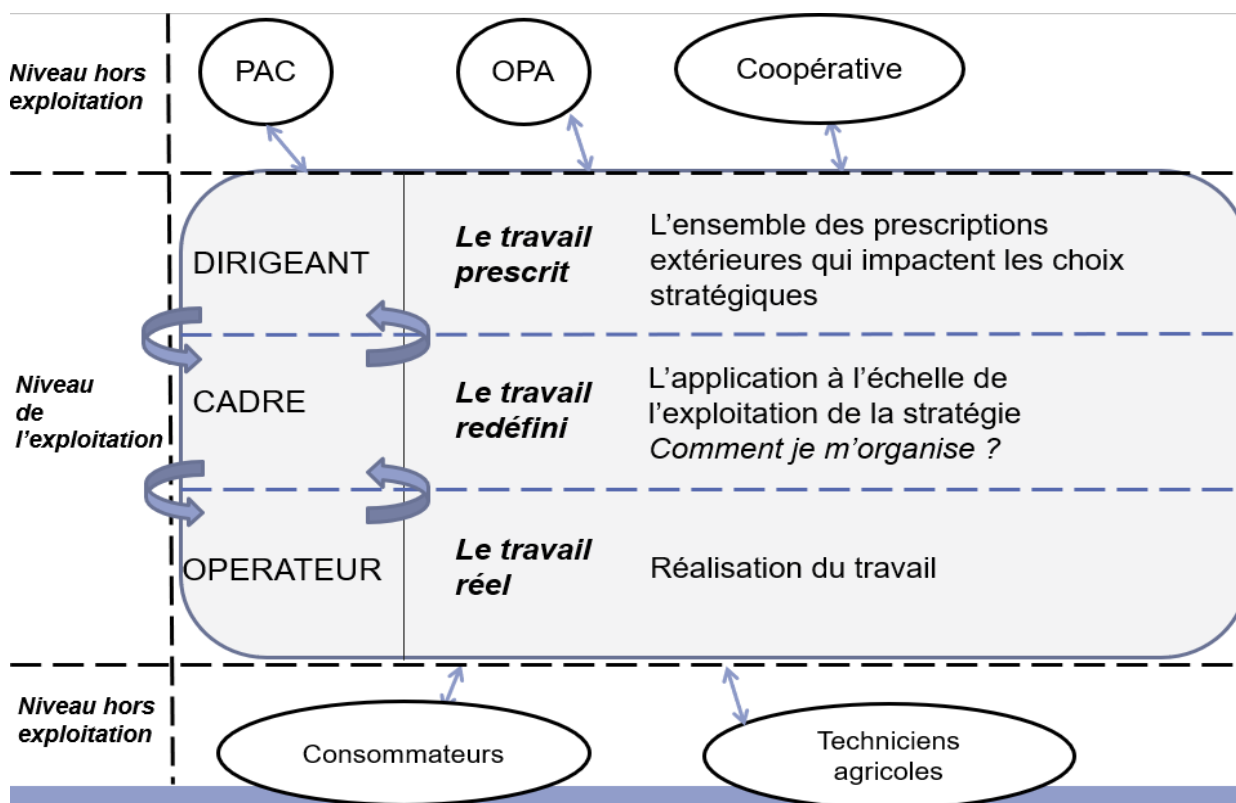 Niveau hors
exploitation
PAC
OPA
Coopérative
Niveau
de
l’exploitation
DIRIGEANT
Le travail
prescrit
L’ensemble des prescriptions
extérieures qui impactent les choix
stratégiques
CADRE
Le travail
redéfini
L’application à l’échelle de
l’exploitation de la stratégie
Comment je m’organise ?
OPERATEUR
Le travail
réel
Réalisation du travail
Niveau hors
exploitation
Consommateurs
Techniciens
agricoles